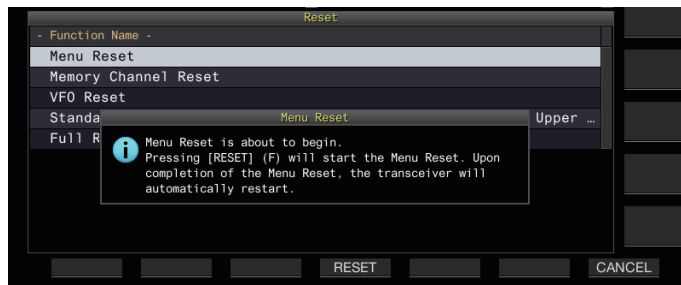 Reset
- Function Name -
Menu Reset
Memory Channel Reset
VFO Reset
Standa
Upper …
Full R
Menu Reset
Menu Reset is about to begin.
Pressing [RESET] (F) will start the Menu Reset. Upon
completion of the Menu Reset, the transceiver will
automatically restart.
RESET
CANCEL